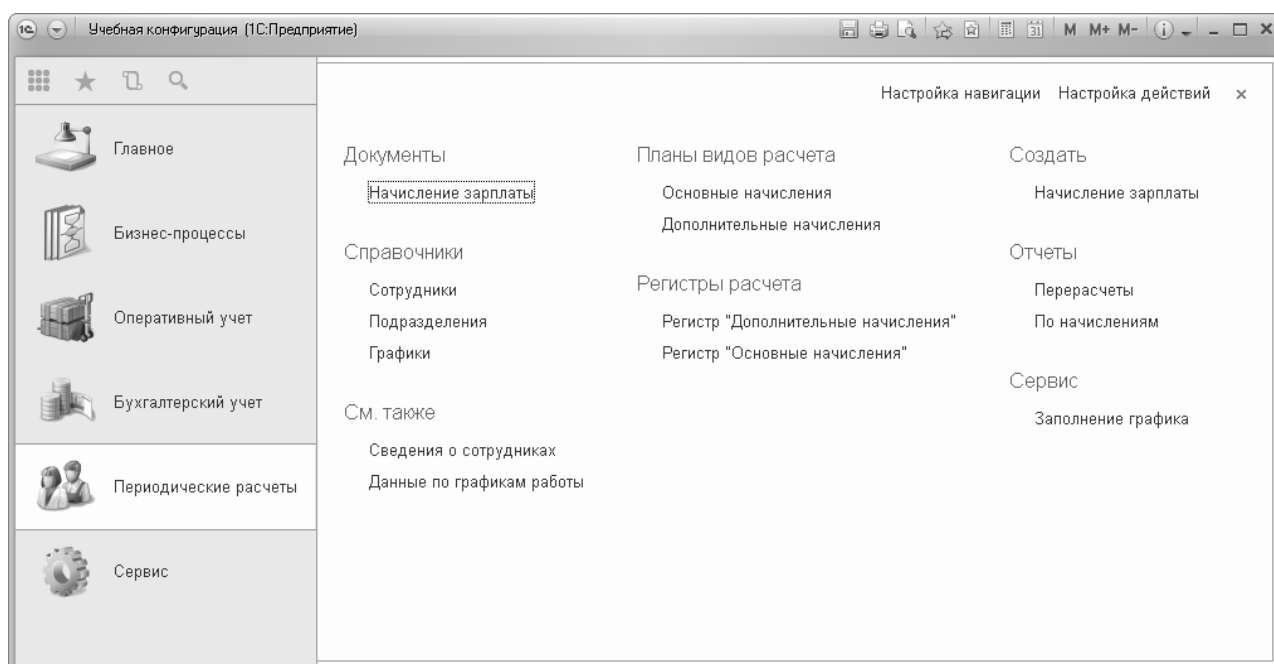 1С Учебная конфигурация (1С:Предприятие)
31 M M+ M-
Настройка навигации Настройка действий
Главное
Бизнес-процессы
Оперативный учет
Бухгалтерский учет
Периодические расчеты
Сервис
Документы
Начисление зарплаты
Справочники
Сотрудники
Подразделения
Графики
См. также
Сведения о сотрудниках
Данные по графикам работы
Планы видов расчета
Основные начисления
Дополнительные начисления
Регистры расчета
Регистр "Дополнительные начисления"
Регистр "Основные начисления"
Создать
Начисление зарплаты
Отчеты
Перерасчеты
По начислениям
Сервис
Заполнение графика